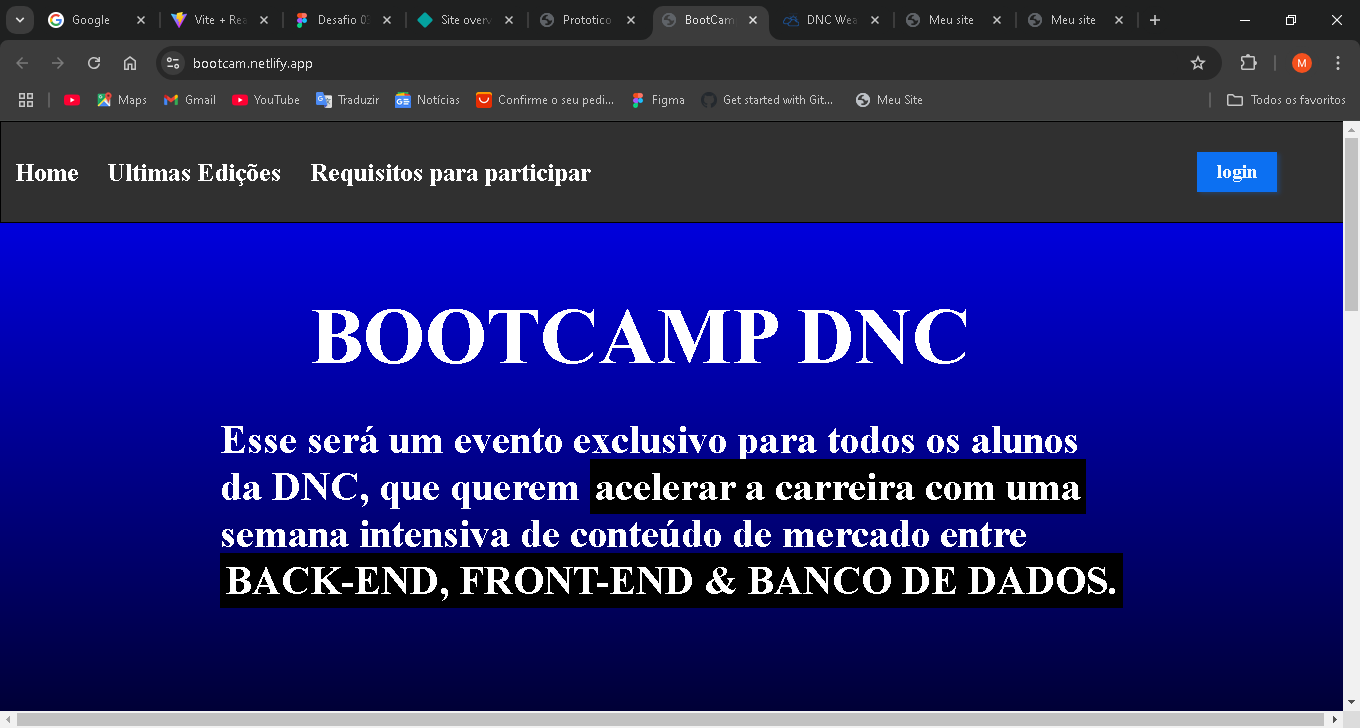 Google
Vite + Rea
Desafio 03
Site overv
Prototico
BootCam
DNC Wea
Meu site
Meu site
bootcam.netlify.app
M
Maps
Gmail
YouTube
Traduzir
Notícias
Confirme o seu pedi...
Figma
Get started with Git...
Meu Site
Todos os favoritos
Home Ultimas Edições Requisitos para participar login
BOOTCAMP DNC
Esse será um evento exclusivo para todos os alunos
da DNC, que querem acelerar a carreira com uma
semana intensiva de conteúdo de mercado entre
BACK-END, FRONT-END & BANCO DE DADOS.